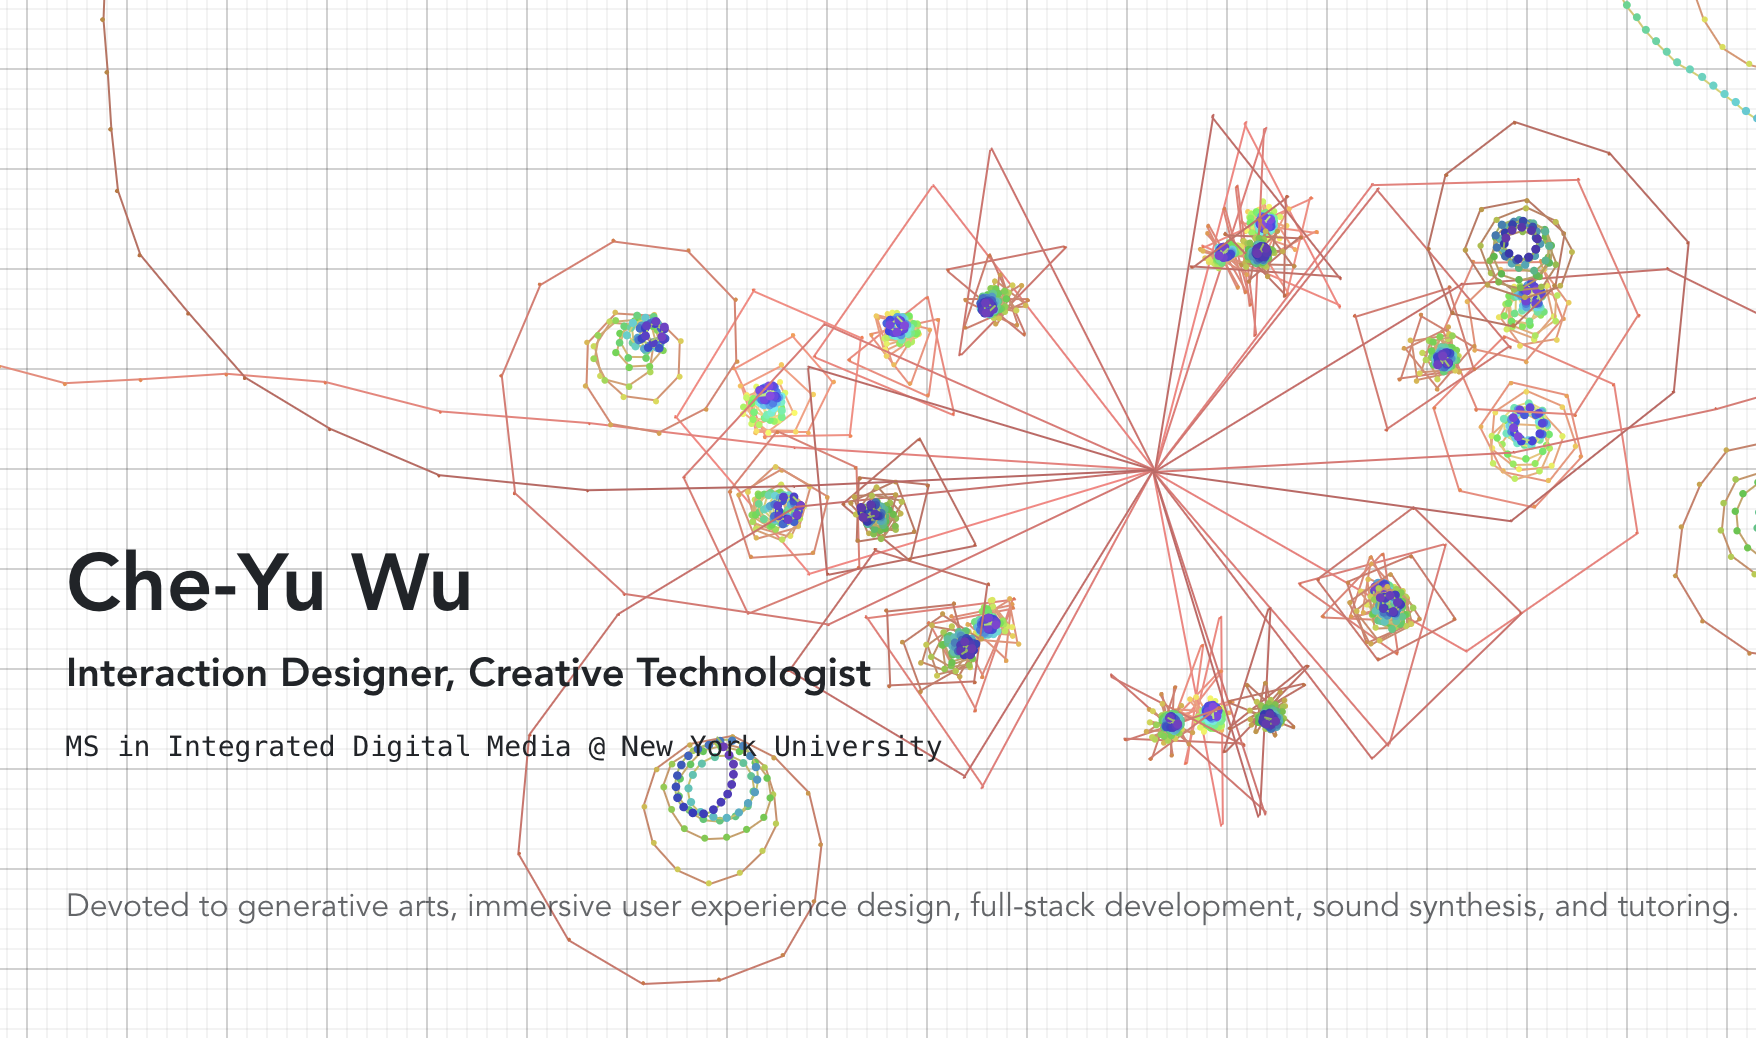 Che-Yu Wu
Interaction Designer, Creative Technologist
MS in Integrated Digital Media @ New York University
Devoted to generative arts, immersive user experience design, full-stack development, sound synthesis, and tutoring.